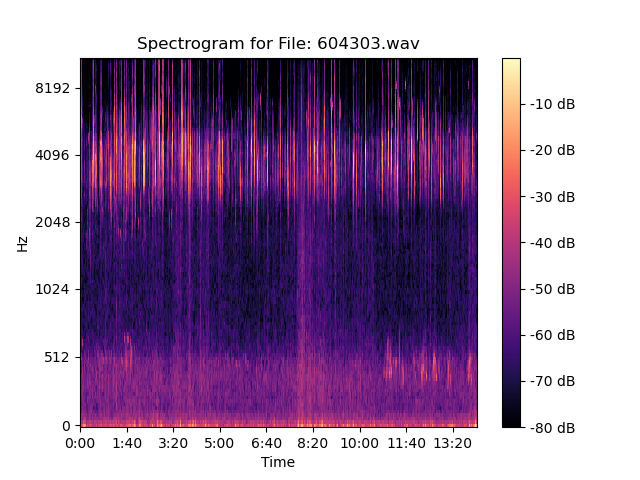 Spectrogram for File: 604303.wav
8192
4096
2048
1024
512
0
Hz
0:00 1:40 3:20 5:00 6:40 8:20 10:00 11:40 13:20
Time
-10 dB
-20 dB
-30 dB
-40 dB
-50 dB
-60 dB
-70 dB
-80 dB